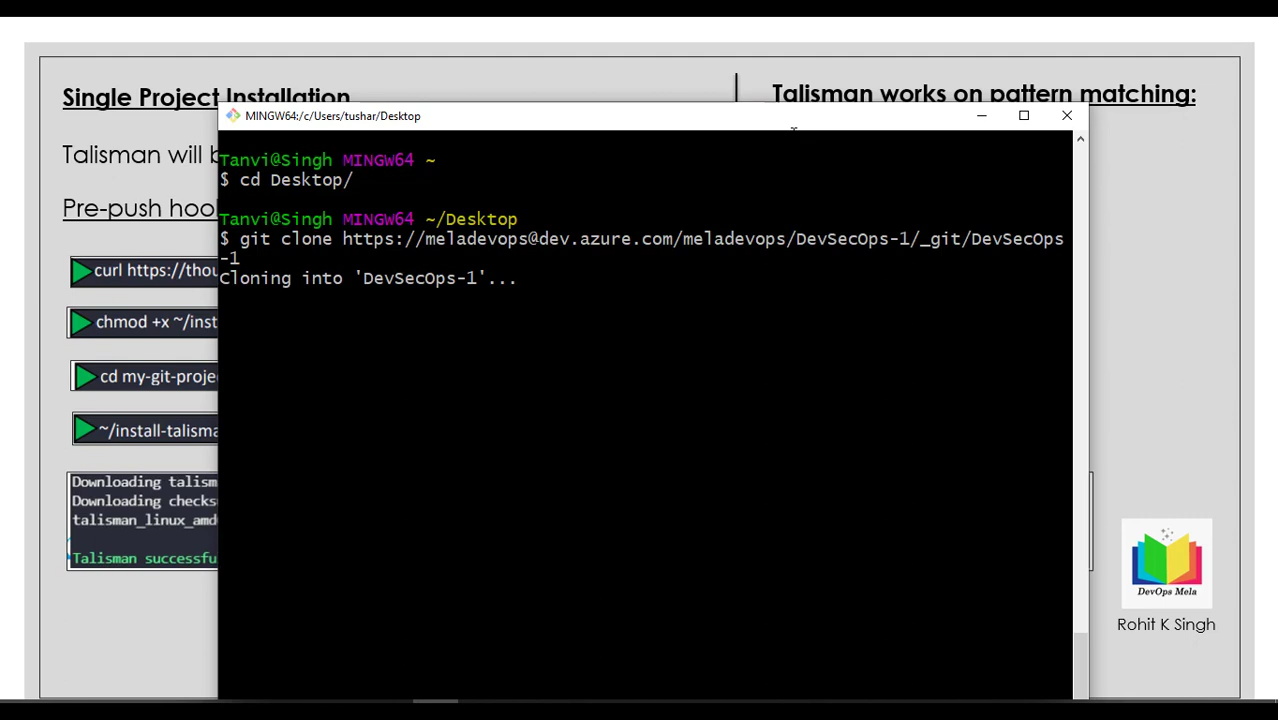 Single Project Installation
Talisman works on pattern matching:
MINGW64:/c/Users/tushar/Desktop
Talisman will b
Pre-push hoo
Tanvi@Singh MINGW64 ~
$ cd Desktop/
Tanvi@Singh MINGW64 ~/Desktop
$ git clone https://meladevops@dev.azure.com/meladevops/DevSecOps-1/_git/DevSecOps
-1
Cloning into 'DevSecOps-1'...
curl https://thou
chmod +x ~/inst
cd my-git-proje
~/install-talisma
Downloading talism
Downloading checks
talisman_linux_amd
Talisman successfu
DevOps Mela
Rohit K Singh